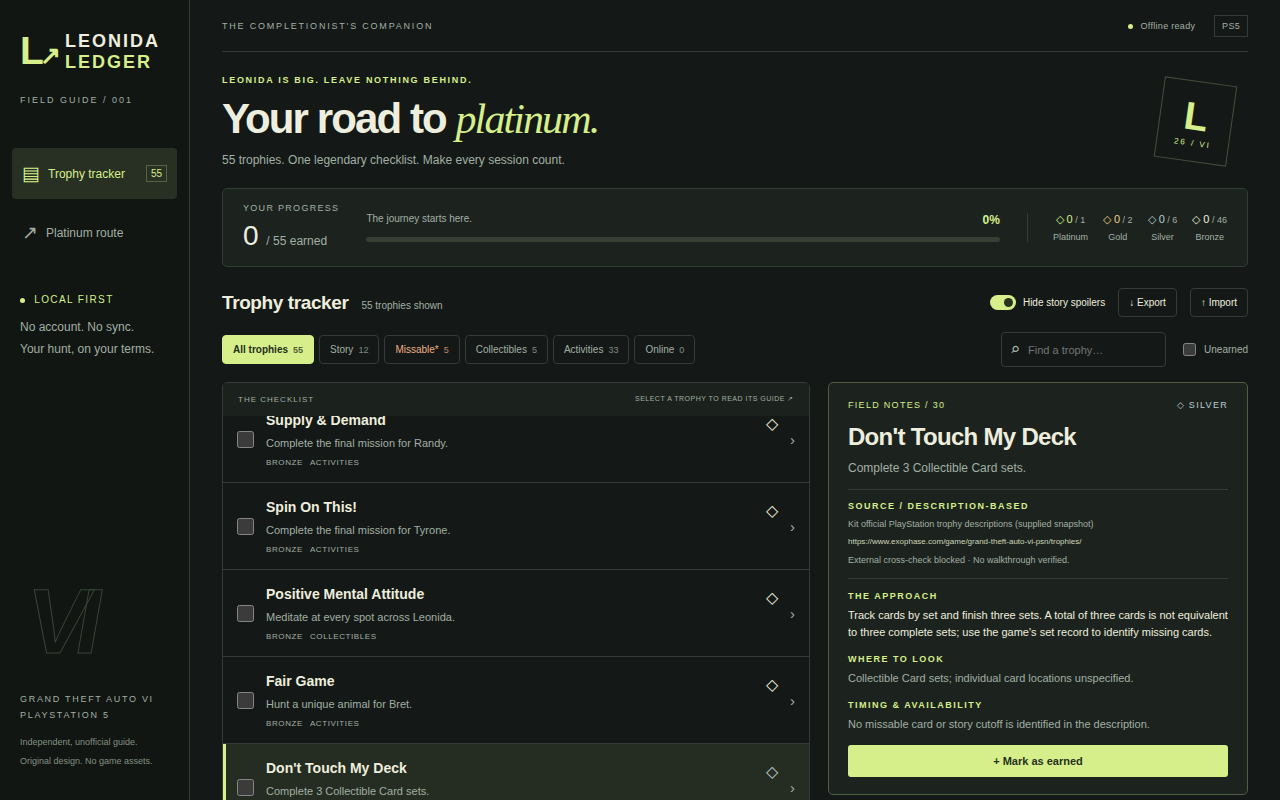 L↗ LEONIDA
LEDGER
FIELD GUIDE / 001
Trophy tracker 55
↗ Platinum route
LOCAL FIRST
No account. No sync.
Your hunt, on your terms.
VI
GRAND THEFT AUTO VI
PLAYSTATION 5
Independent, unofficial guide.
Original design. No game assets.
THE COMPLETIONIST'S COMPANION
Offline ready
PS5
LEONIDA IS BIG. LEAVE NOTHING BEHIND.
Your road to platinum.
55 trophies. One legendary checklist. Make every session count.
L
26 / VI
YOUR PROGRESS
0 / 55 earned
The journey starts here.
0%
◇ 0 / 1
Platinum
◇ 0 / 2
Gold
◇ 0 / 6
Silver
◇ 0 / 46
Bronze
Trophy tracker 55 trophies shown
Hide story spoilers
↓ Export
↑ Import
All trophies 55
Story 12
Missable* 5
Collectibles 5
Activities 33
Online 0
Find a trophy…
Unearned
THE CHECKLIST
SELECT A TROPHY TO READ ITS GUIDE ↗
Supply & Demand
Complete the final mission for Randy.
BRONZE ACTIVITIES
Spin On This!
Complete the final mission for Tyrone.
BRONZE ACTIVITIES
Positive Mental Attitude
Meditate at every spot across Leonida.
BRONZE COLLECTIBLES
Fair Game
Hunt a unique animal for Bret.
BRONZE ACTIVITIES
Don't Touch My Deck
Complete 3 Collectible Card sets.
FIELD NOTES / 30
◇ SILVER
Don't Touch My Deck
Complete 3 Collectible Card sets.
SOURCE / DESCRIPTION-BASED
Kit official PlayStation trophy descriptions (supplied snapshot)
https://www.exophase.com/game/grand-theft-auto-vi-psn/trophies/
External cross-check blocked · No walkthrough verified.
THE APPROACH
Track cards by set and finish three sets. A total of three cards is not equivalent
to three complete sets; use the game's set record to identify missing cards.
WHERE TO LOOK
Collectible Card sets; individual card locations unspecified.
TIMING & AVAILABILITY
No missable card or story cutoff is identified in the description.
+ Mark as earned